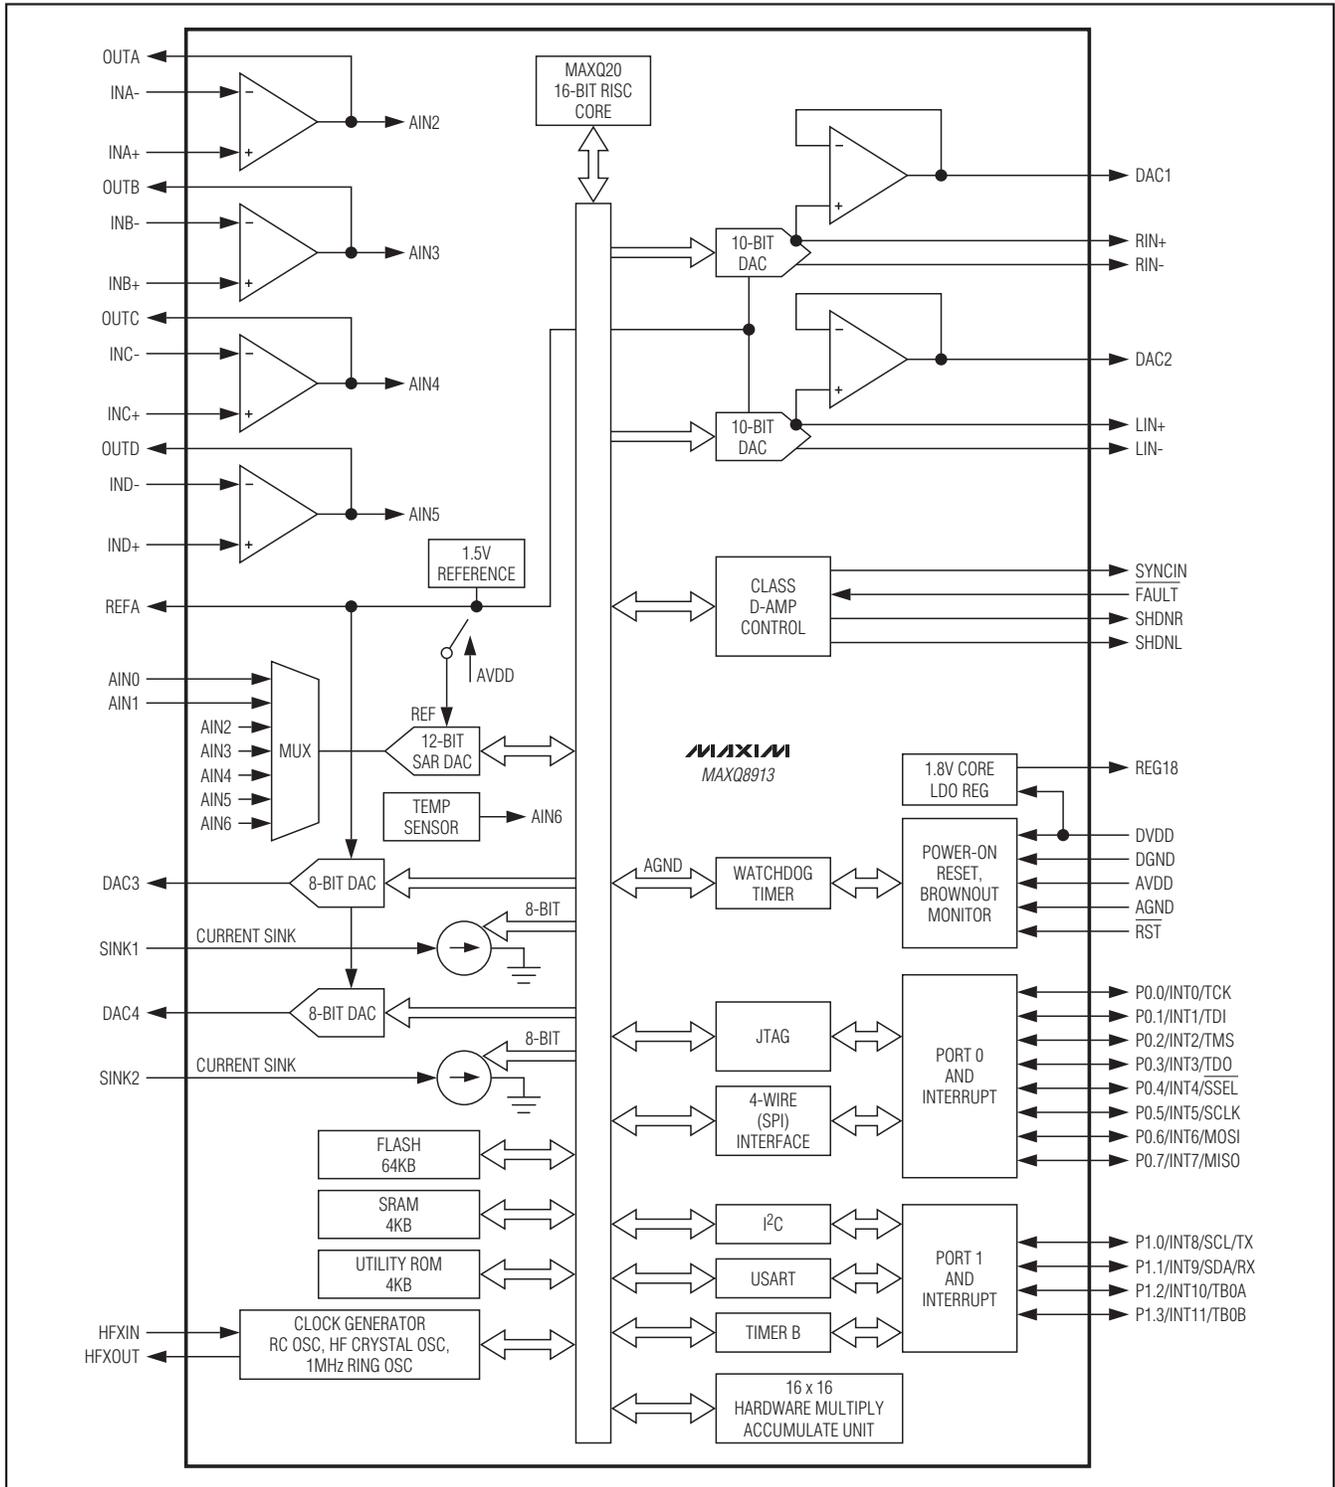 OUTA
INA-
INA+
-
+
AIN2
OUTB
INB-
INB+
-
+
AIN3
OUTC
INC-
INC+
-
+
AIN4
OUTD
IND-
IND+
-
+
AIN5
1.5V
REFERENCE
REFA
AVDD
REF
AIN0
AIN1
AIN2
AIN3
AIN4
AIN5
AIN6
MUX
12-BIT
SAR DAC
TEMP
SENSOR
AIN6
DAC3
8-BIT DAC
8-BIT
SINK1
CURRENT SINK
DAC4
8-BIT DAC
8-BIT
SINK2
CURRENT SINK
FLASH
64KB
SRAM
4KB
UTILITY ROM
4KB
HFXIN
HFXOUT
CLOCK GENERATOR
RC OSC, HF CRYSTAL OSC,
1MHz RING OSC
MAXQ20
16-BIT RISC
CORE
-
+
DAC1
10-BIT
DAC
RIN+
RIN-
-
+
DAC2
10-BIT
DAC
LIN+
LIN-
CLASS
D-AMP
CONTROL
SYNCIN
FAULT
SHDNR
SHDNL
MAXIM
MAXQ8913
1.8V CORE
LDO REG
REG18
AGND
WATCHDOG
TIMER
POWER-ON
RESET,
BROWNOUT
MONITOR
DVDD
DGND
AVDD
AGND
RST
JTAG
4-WIRE
(SPI)
INTERFACE
PORT 0
AND
INTERRUPT
P0.0/INT0/TCK
P0.1/INT1/TDI
P0.2/INT2/TMS
P0.3/INT3/TDO
P0.4/INT4/SSEL
P0.5/INT5/SCLK
P0.6/INT6/MOSI
P0.7/INT7/MISO
I²C
USART
TIMER B
PORT 1
AND
INTERRUPT
P1.0/INT8/SCL/TX
P1.1/INT9/SDA/RX
P1.2/INT10/TB0A
P1.3/INT11/TB0B
16 x 16
HARDWARE MULTIPLY
ACCUMULATE UNIT